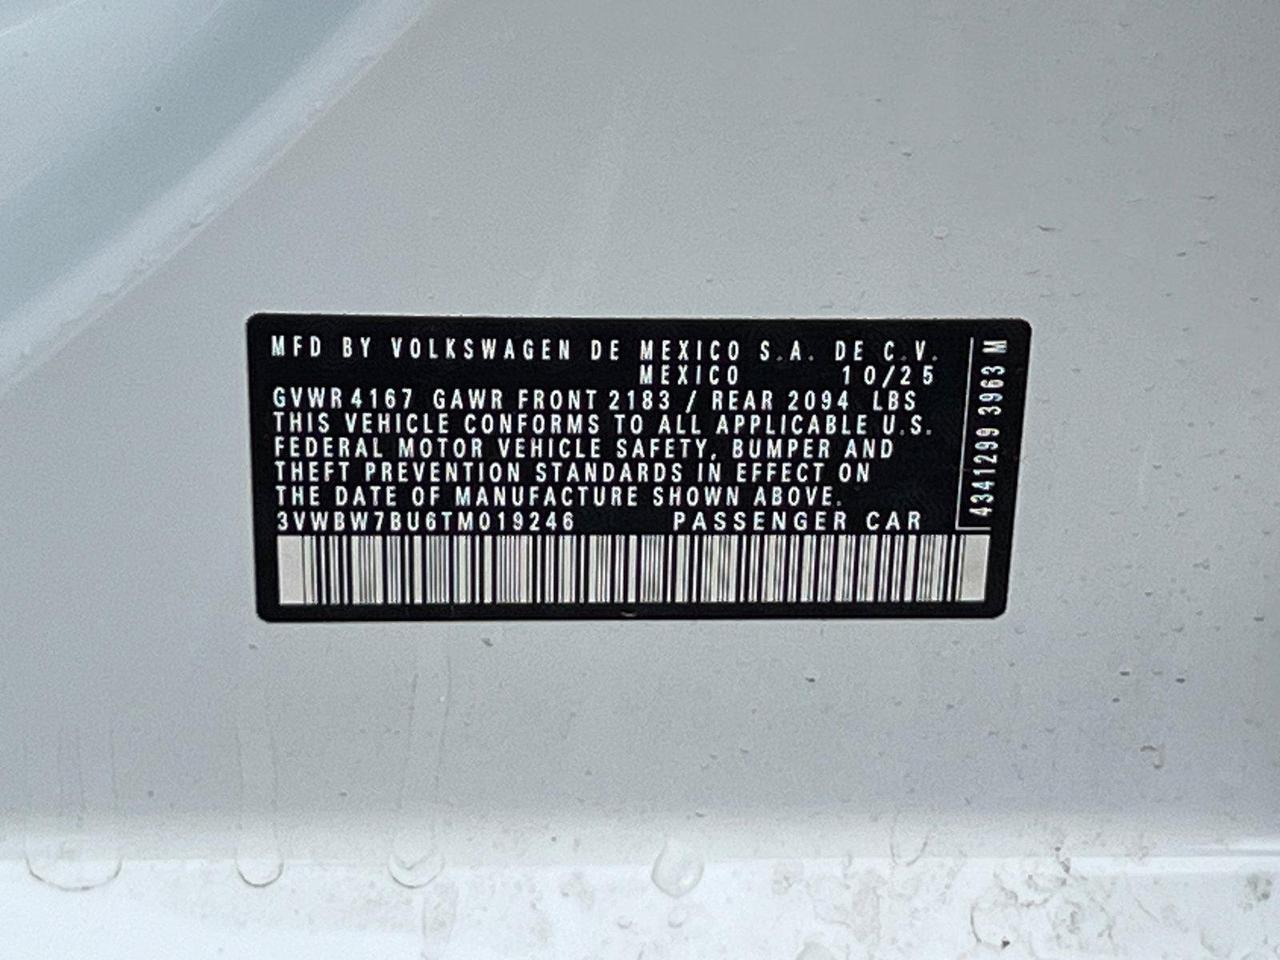 MFD BY VOLKSWAGEN DE MEXICO S.A. DE C.V.
MEXICO 10/25
GVWR 4167 GAWR FRONT 2183 / REAR 2094 LBS
THIS VEHICLE CONFORMS TO ALL APPLICABLE U.S.
FEDERAL MOTOR VEHICLE SAFETY, BUMPER AND
THEFT PREVENTION STANDARDS IN EFFECT ON
THE DATE OF MANUFACTURE SHOWN ABOVE.
3VWBW7BU6TM019246 PASSENGER CAR
4341299 3963 M